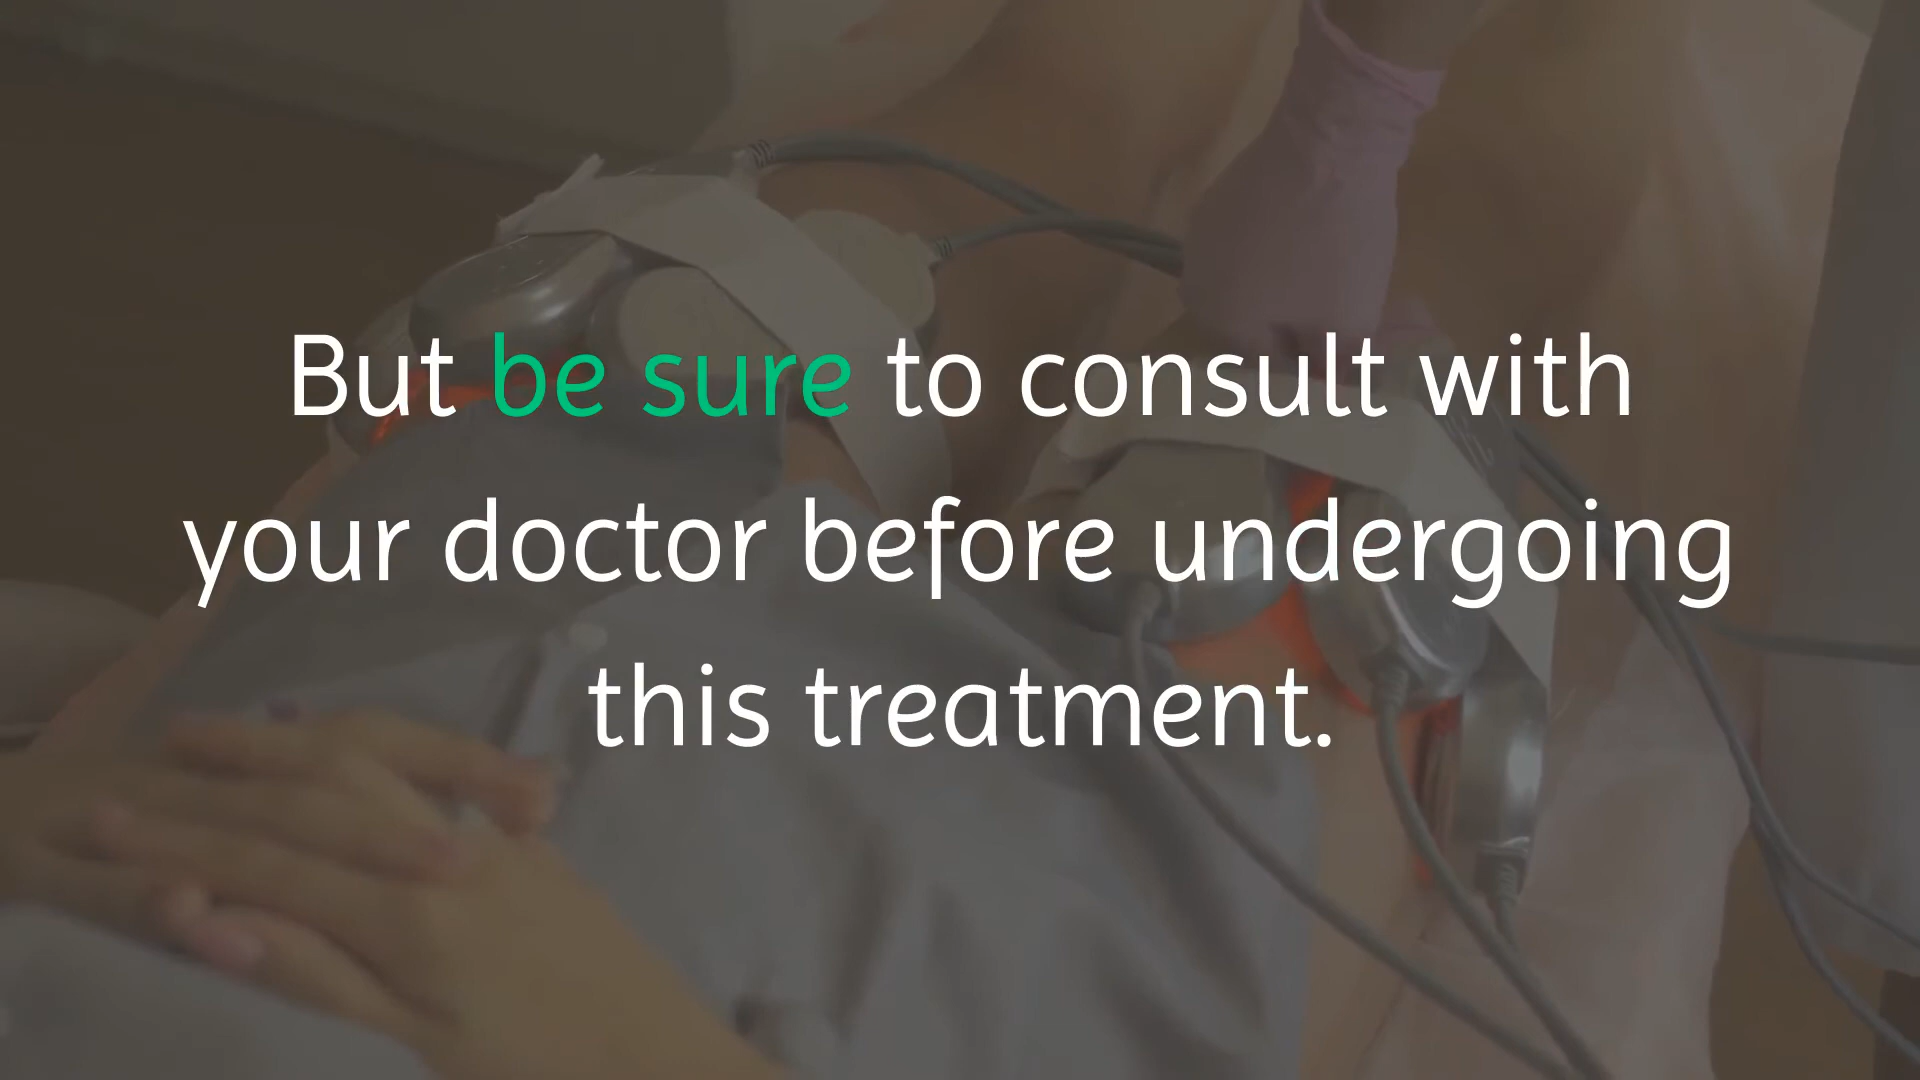 But be sure to consult with
your doctor before undergoing
this treatment.